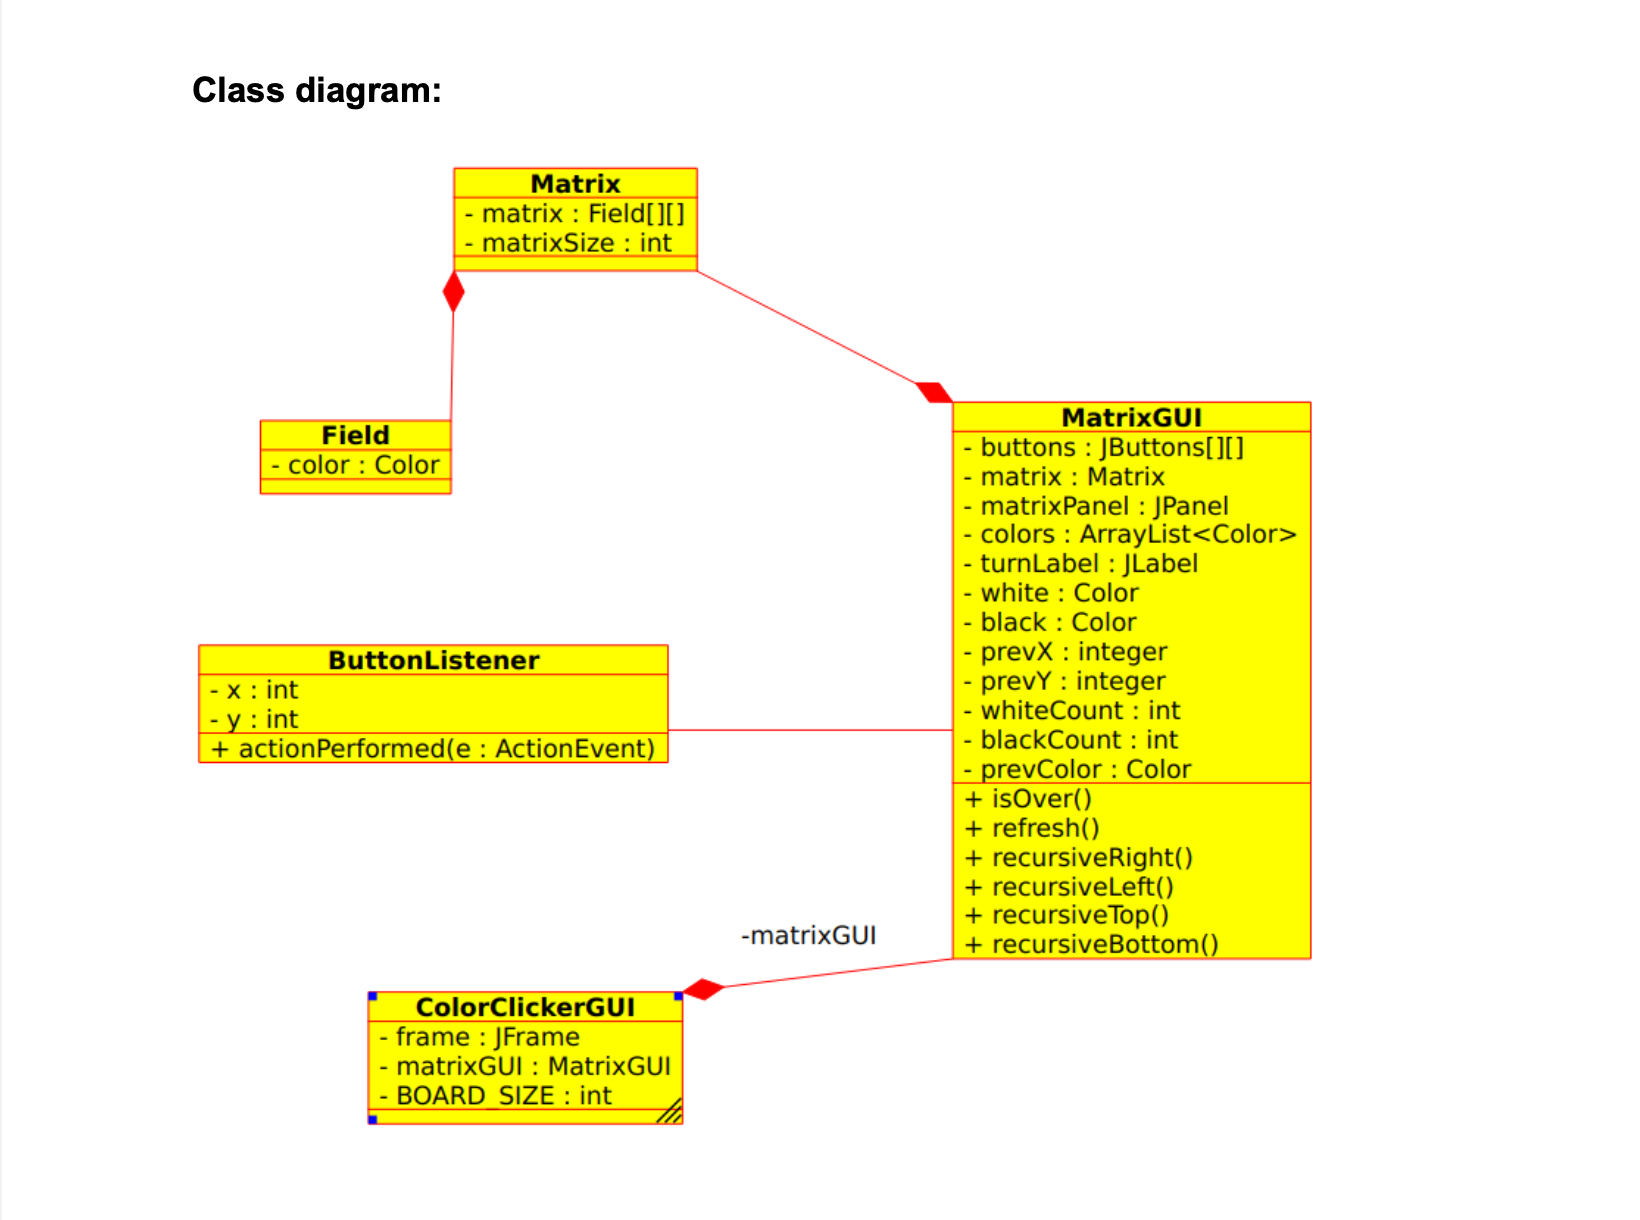 Class diagram:
Matrix
- matrix : Field[][]
- matrixSize : int
Field
- color : Color
MatrixGUI
- buttons : JButtons[][]
- matrix : Matrix
- matrixPanel : JPanel
- colors : ArrayList<Color>
- turnLabel : JLabel
- white : Color
- black : Color
- prevX : integer
- prevY : integer
- whiteCount : int
- blackCount : int
- prevColor : Color
+ isOver()
+ refresh()
+ recursiveRight()
+ recursiveLeft()
+ recursiveTop()
+ recursiveBottom()
ButtonListener
- x : int
- y : int
+ actionPerformed(e : ActionEvent)
-matrixGUI
ColorClickerGUI
- frame : JFrame
- matrixGUI : MatrixGUI
- BOARD_SIZE : int